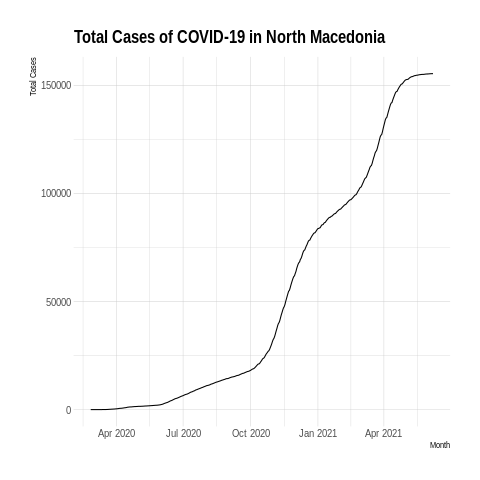 Total Cases of COVID-19 in North Macedonia
Total Cases
150000
100000
50000
0
Apr 2020 Jul 2020 Oct 2020 Jan 2021 Apr 2021
Month